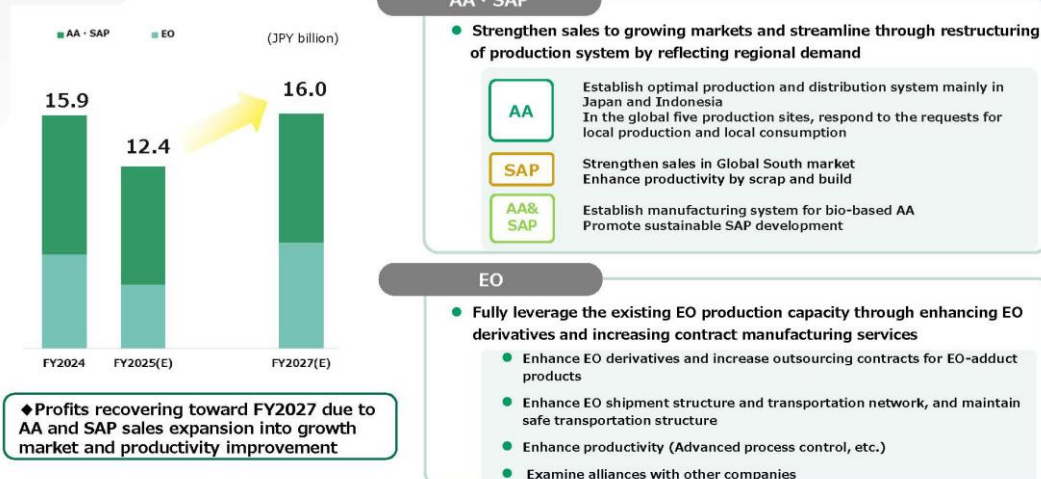 AA・SAP EO
(JPY billion)
15.9
12.4
16.0
FY2024 FY2025(E) FY2027(E)
◆Profits recovering toward FY2027 due to
AA and SAP sales expansion into growth
market and productivity improvement
AA・SAP
● Strengthen sales to growing markets and streamline through restructuring
of production system by reflecting regional demand
AA
Establish optimal production and distribution system mainly in
Japan and Indonesia
In the global five production sites, respond to the requests for
local production and local consumption
SAP
Strengthen sales in Global South market
Enhance productivity by scrap and build
AA&
SAP
Establish manufacturing system for bio-based AA
Promote sustainable SAP development
EO
● Fully leverage the existing EO production capacity through enhancing EO
derivatives and increasing contract manufacturing services
● Enhance EO derivatives and increase outsourcing contracts for EO-adduct
products
● Enhance EO shipment structure and transportation network, and maintain
safe transportation structure
● Enhance productivity (Advanced process control, etc.)
● Examine alliances with other companies